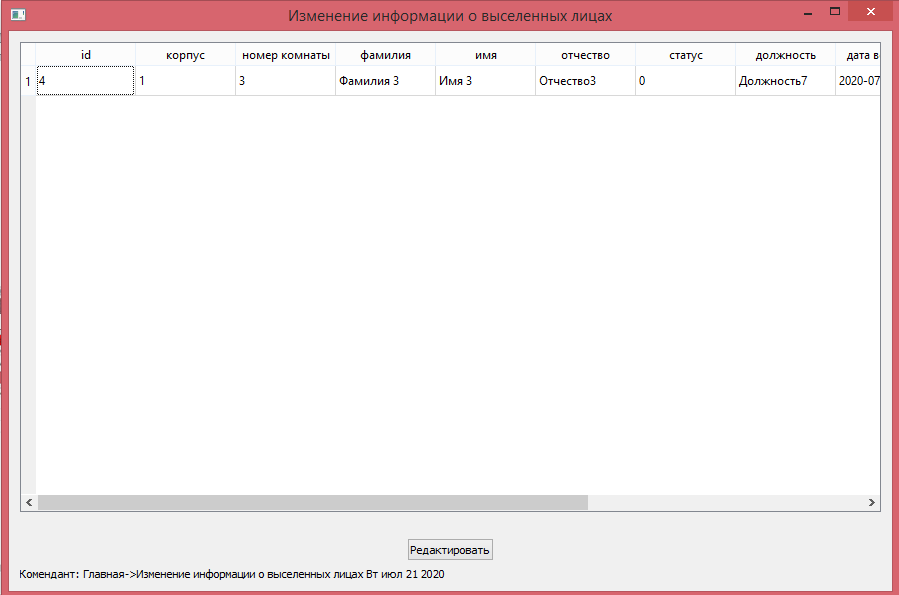 Изменение информации о выселенных лицах
id корпус номер комнаты фамилия имя отчество статус должность дата в
1 4 1 3 Фамилия 3 Имя 3 Отчество3 0 Должность7 2020-07
Редактировать
Комендант: Главная->Изменение информации о выселенных лицах Вт июл 21 2020